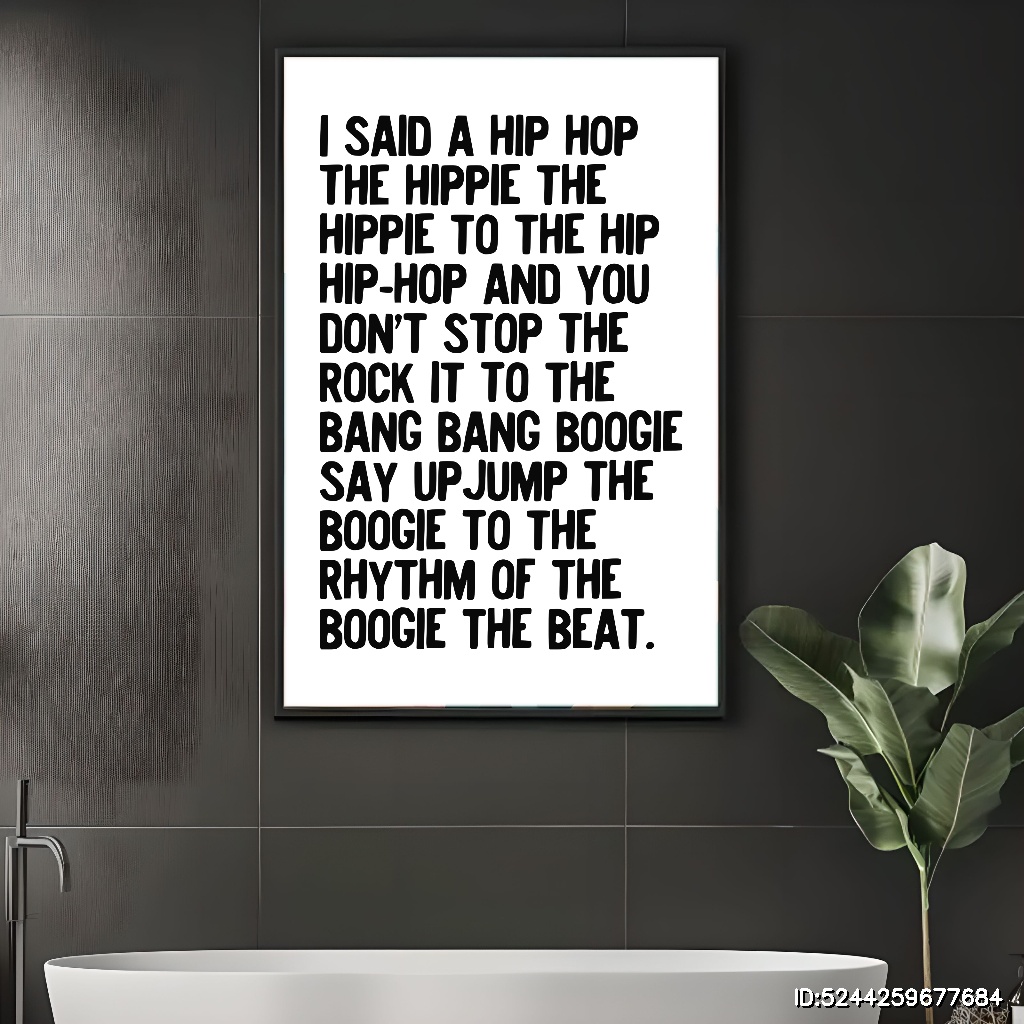 I SAID A HIP HOP
THE HIPPIE THE
HIPPIE TO THE HIP
HIP-HOP AND YOU
DON'T STOP THE
ROCK IT TO THE
BANG BANG BOOGIE
SAY UPJUMP THE
BOOGIE TO THE
RHYTHM OF THE
BOOGIE THE BEAT.
ID:5244259677684